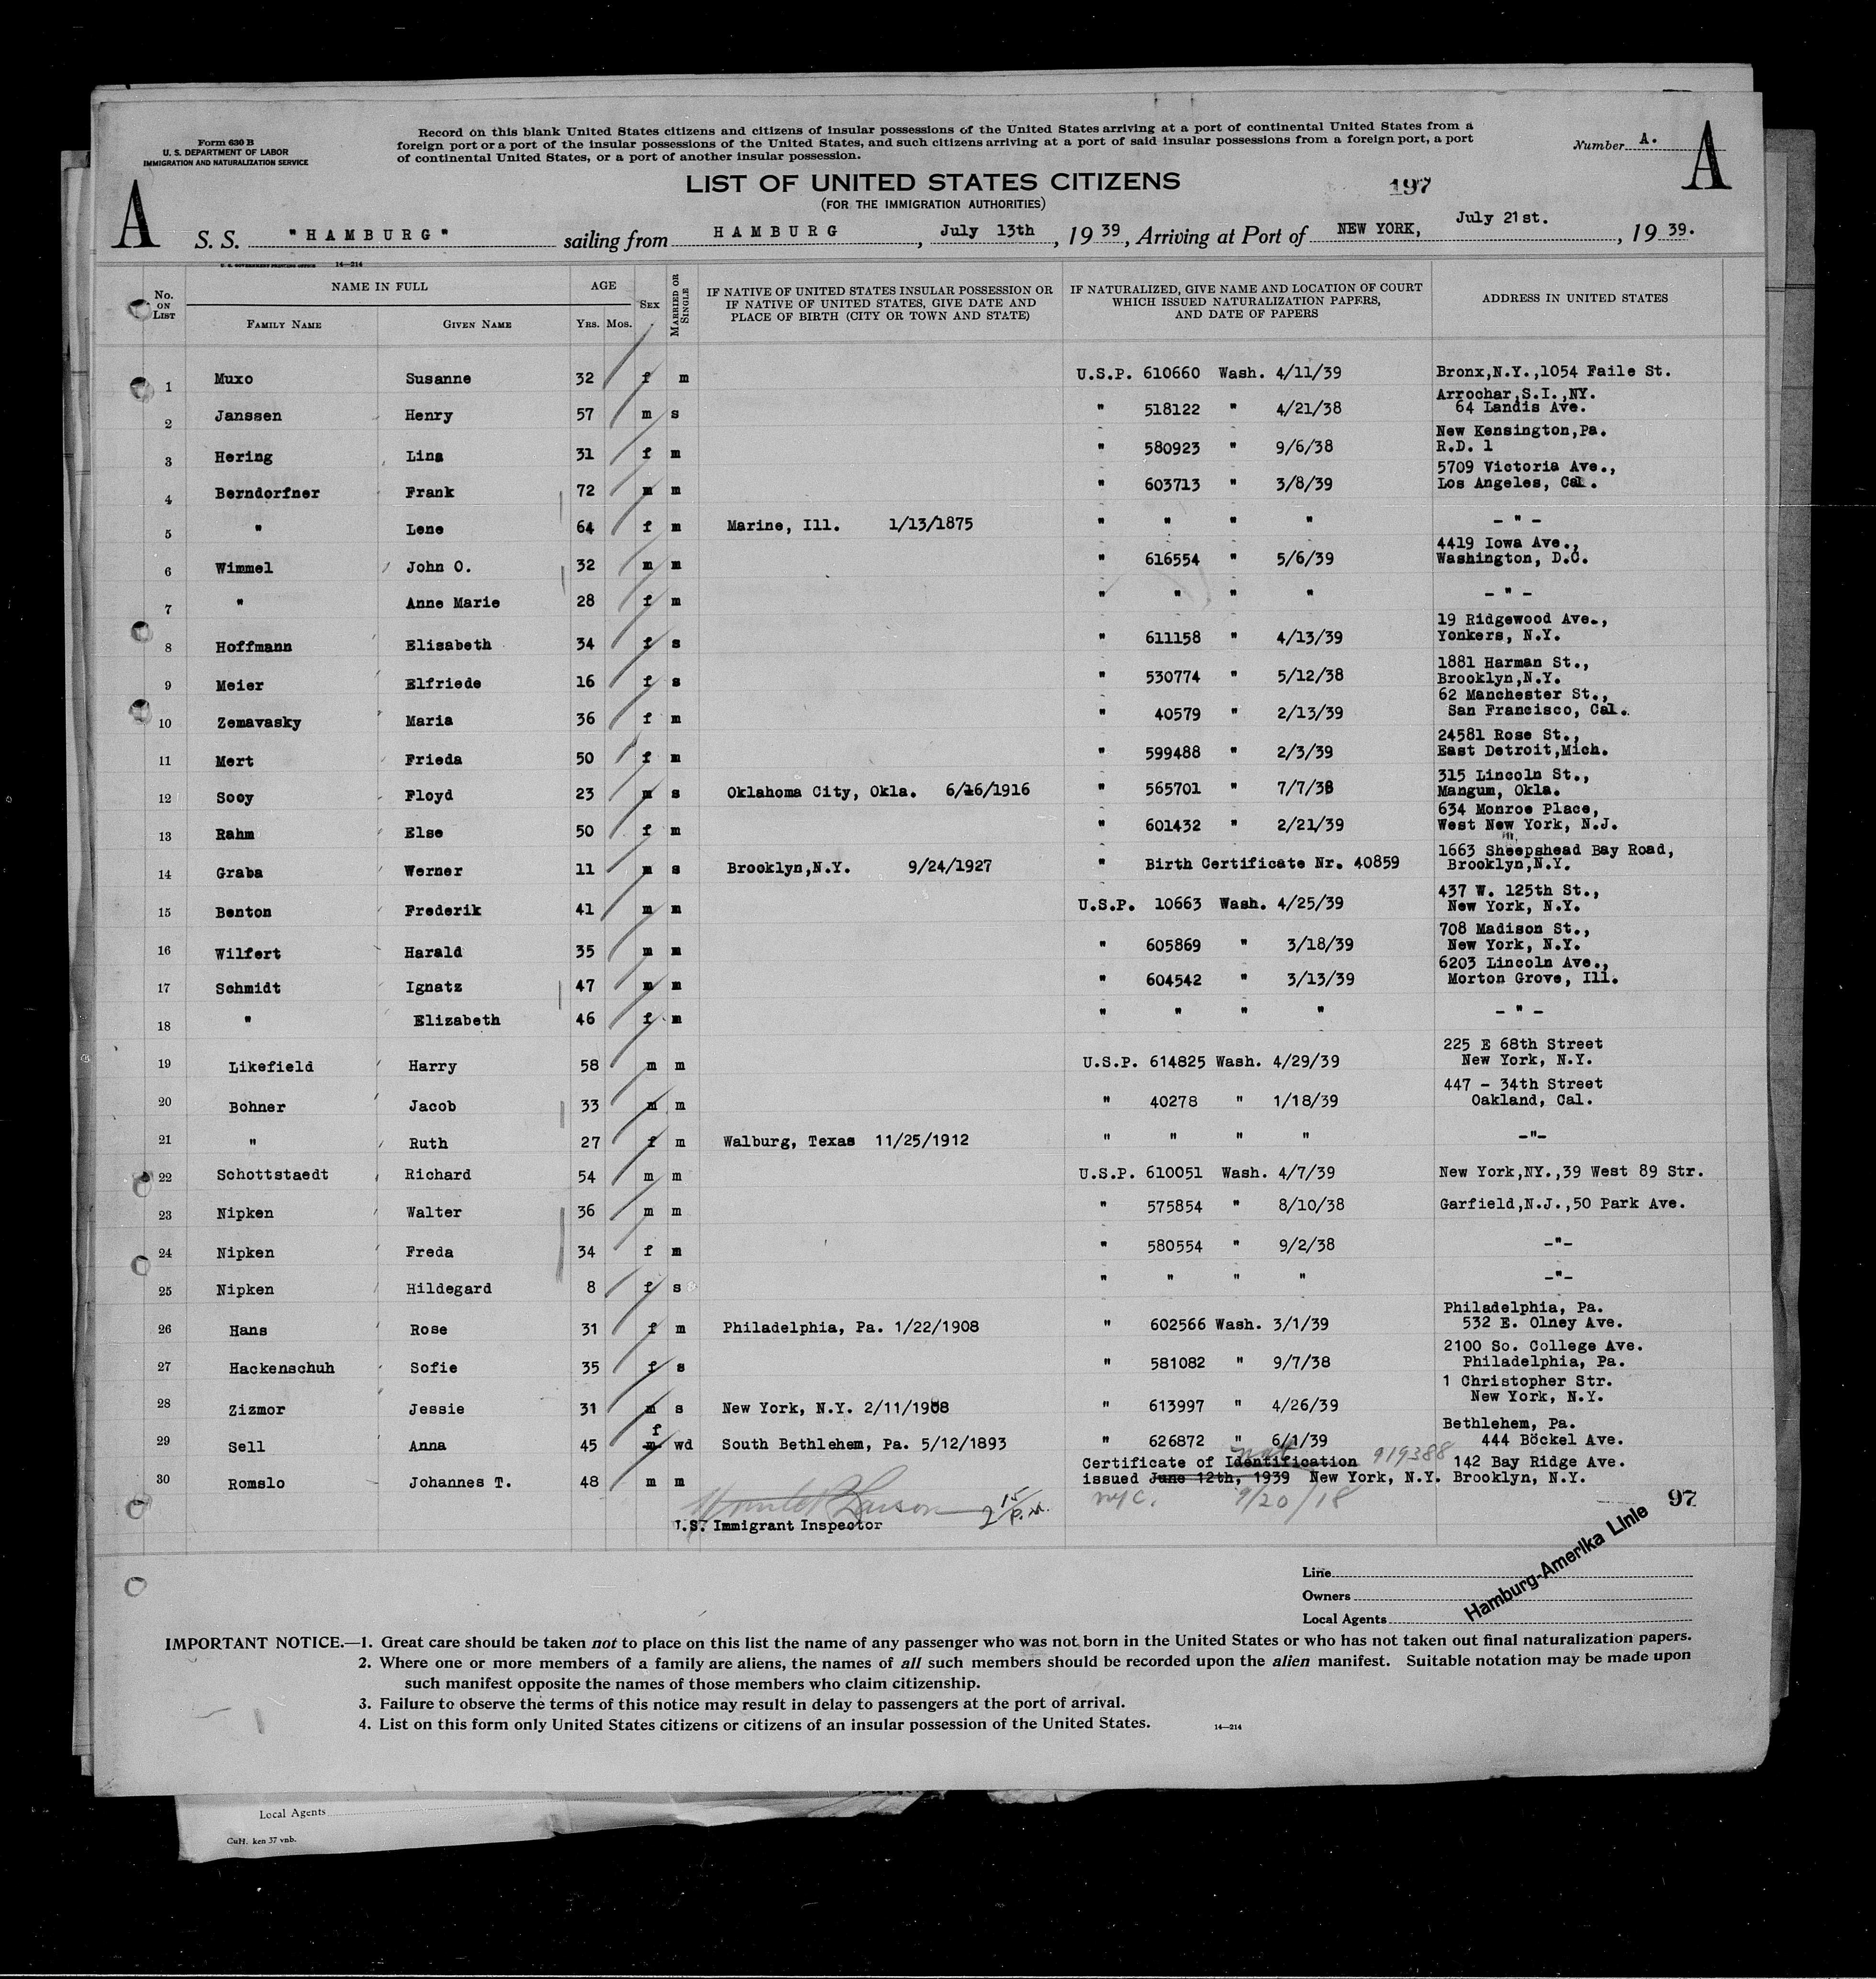 Form 630 B
U. S. DEPARTMENT OF LABOR
IMMIGRATION AND NATURALIZATION SERVICE
Record on this blank United States citizens and citizens of insular possessions of the United States arriving at a port of continental United States from a
foreign port or a port of the insular possessions of the United States, and such citizens arriving at a port of said insular possessions from a foreign port, a port
of continental United States, or a port of another insular possession.
Number A.
A
A
LIST OF UNITED STATES CITIZENS
(FOR THE IMMIGRATION AUTHORITIES)
197
S. S. "HAMBURG" sailing from HAMBURG, July 13th, 19 39, Arriving at Port of NEW YORK, July 21st., 19 39.
U. S. GOVERNMENT PRINTING OFFICE 14—214
No. ON LIST
NAME IN FULL
FAMILY NAME
GIVEN NAME
AGE
YRS. MOS.
SEX
MARRIED OR SINGLE
IF NATIVE OF UNITED STATES INSULAR POSSESSION OR
IF NATIVE OF UNITED STATES, GIVE DATE AND
PLACE OF BIRTH (CITY OR TOWN AND STATE)
IF NATURALIZED, GIVE NAME AND LOCATION OF COURT
WHICH ISSUED NATURALIZATION PAPERS,
AND DATE OF PAPERS
ADDRESS IN UNITED STATES
1 Muxo Susanne 32 f m U.S.P. 610660 Wash. 4/11/39 Bronx,N.Y.,1054 Faile St.
2 Janssen Henry 57 m s " 518122 " 4/21/38 Arrochar,S.I.,NY.
64 Landis Ave.
3 Hering Lina 31 f m " 580923 " 9/6/38 New Kensington,Pa.
R.D. 1
4 Berndorfner Frank 72 m m " 603713 " 3/8/39 5709 Victoria Ave.,
Los Angeles, Cal.
5 " Lene 64 f m Marine, Ill. 1/13/1875 " " " " - " -
6 Wimmel John O. 32 m m " 616554 " 5/6/39 4419 Iowa Ave.,
Washington, D.C.
7 " Anne Marie 28 f m " " " " - " -
8 Hoffmann Elisabeth 34 f s " 611158 " 4/13/39 19 Ridgewood Ave.,
Yonkers, N.Y.
9 Meier Elfriede 16 f s " 530774 " 5/12/38 1881 Harman St.,
Brooklyn,N.Y.
10 Zemavasky Maria 36 f m " 40579 " 2/13/39 62 Manchester St.,
San Francisco, Cal.
11 Mert Frieda 50 f m " 599488 " 2/3/39 24581 Rose St.,
East Detroit,Mich.
12 Sooy Floyd 23 m s Oklahoma City, Okla. 6/16/1916 " 565701 " 7/7/38 315 Lincoln St.,
Mangum, Okla.
13 Rahm Else 50 f m " 601432 " 2/21/39 634 Monroe Place,
West New York, N.J.
14 Graba Werner 11 m s Brooklyn,N.Y. 9/24/1927 " Birth Certificate Nr. 40859 1663 Sheepshead Bay Road,
Brooklyn,N.Y.
15 Benton Frederik 41 m m U.S.P. 10663 Wash. 4/25/39 437 W. 125th St.,
New York, N.Y.
16 Wilfert Harald 35 m m " 605869 " 3/18/39 708 Madison St.,
New York, N.Y.
17 Schmidt Ignatz 47 m m " 604542 " 3/13/39 6203 Lincoln Ave.,
Morton Grove, Ill.
18 " Elizabeth 46 f m " " " " - " -
19 Likefield Harry 58 m m U.S.P. 614825 Wash. 4/29/39 225 E 68th Street
New York, N.Y.
20 Bohner Jacob 33 m m " 40278 " 1/18/39 447 - 34th Street
Oakland, Cal.
21 " Ruth 27 f m Walburg, Texas 11/25/1912 " " " " -"-
22 Schottstaedt Richard 54 m m U.S.P. 610051 Wash. 4/7/39 New York,NY.,39 West 89 Str.
23 Nipken Walter 36 m m " 575854 " 8/10/38 Garfield,N.J.,50 Park Ave.
24 Nipken Freda 34 f m " 580554 " 9/2/38 -"-
25 Nipken Hildegard 8 f s " " " " -"-
26 Hans Rose 31 f m Philadelphia, Pa. 1/22/1908 " 602566 Wash. 3/1/39 Philadelphia, Pa.
532 E. Olney Ave.
27 Hackenschuh Sofie 35 f s " 581082 " 9/7/38 2100 So. College Ave.
Philadelphia, Pa.
28 Zizmor Jessie 31 m s New York, N.Y. 2/11/1908 " 613997 " 4/26/39 1 Christopher Str.
New York, N.Y.
29 Sell Anna 45 m f wd South Bethlehem, Pa. 5/12/1893 " 626872 " 6/1/39 Bethlehem, Pa.
444 Böckel Ave.
30 Romslo Johannes T. 48 m m Certificate of Identification nat 919388 142 Bay Ridge Ave.
issued June 12th, 1939 New York, N.Y. Brooklyn, N.Y.
NYC. 9/20/18
2 15/P.M.
U.S. Immigrant Inspector
97
Line
Owners
Local Agents
Hamburg-Amerika Linie
IMPORTANT NOTICE.—1. Great care should be taken not to place on this list the name of any passenger who was not born in the United States or who has not taken out final naturalization papers.
2. Where one or more members of a family are aliens, the names of all such members should be recorded upon the alien manifest. Suitable notation may be made upon
such manifest opposite the names of those members who claim citizenship.
3. Failure to observe the terms of this notice may result in delay to passengers at the port of arrival.
4. List on this form only United States citizens or citizens of an insular possession of the United States. 14—214
Local Agents
CuH. ken 37 vnb.